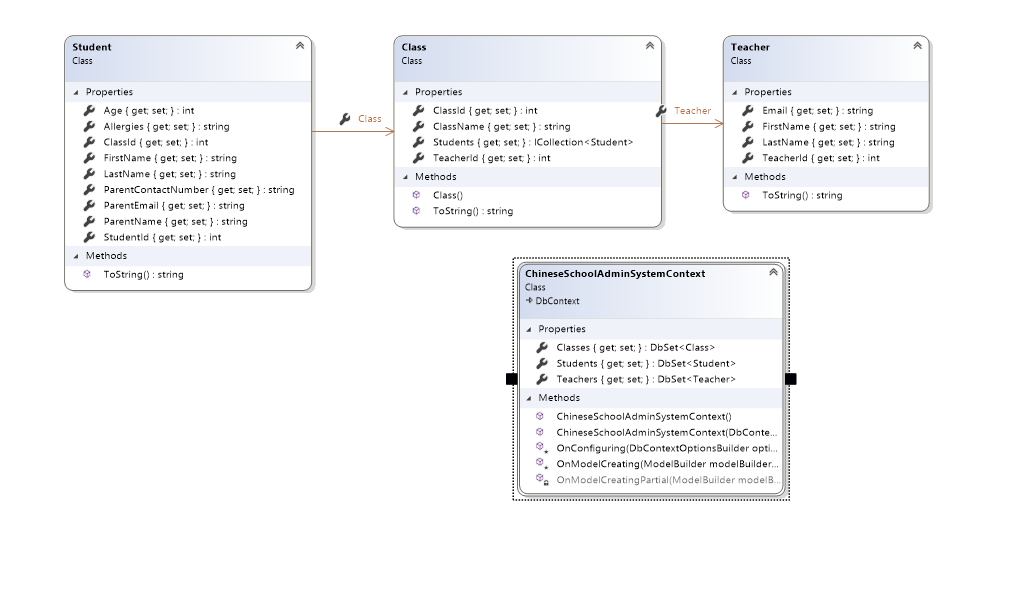 Student
Class
Properties
Age { get; set; } : int
Allergies { get; set; } : string
ClassId { get; set; } : int
FirstName { get; set; } : string
LastName { get; set; } : string
ParentContactNumber { get; set; } : string
ParentEmail { get; set; } : string
ParentName { get; set; } : string
StudentId { get; set; } : int
Methods
ToString() : string
Class
Class
Class
Properties
ClassId { get; set; } : int
ClassName { get; set; } : string
Students { get; set; } : ICollection<Student>
TeacherId { get; set; } : int
Methods
Class()
ToString() : string
Teacher
Teacher
Class
Properties
Email { get; set; } : string
FirstName { get; set; } : string
LastName { get; set; } : string
TeacherId { get; set; } : int
Methods
ToString() : string
ChineseSchoolAdminSystemContext
Class
DbContext
Properties
Classes { get; set; } : DbSet<Class>
Students { get; set; } : DbSet<Student>
Teachers { get; set; } : DbSet<Teacher>
Methods
ChineseSchoolAdminSystemContext()
ChineseSchoolAdminSystemContext(DbConte...
OnConfiguring(DbContextOptionsBuilder opti...
OnModelCreating(ModelBuilder modelBuilder...
OnModelCreatingPartial(ModelBuilder modelB...